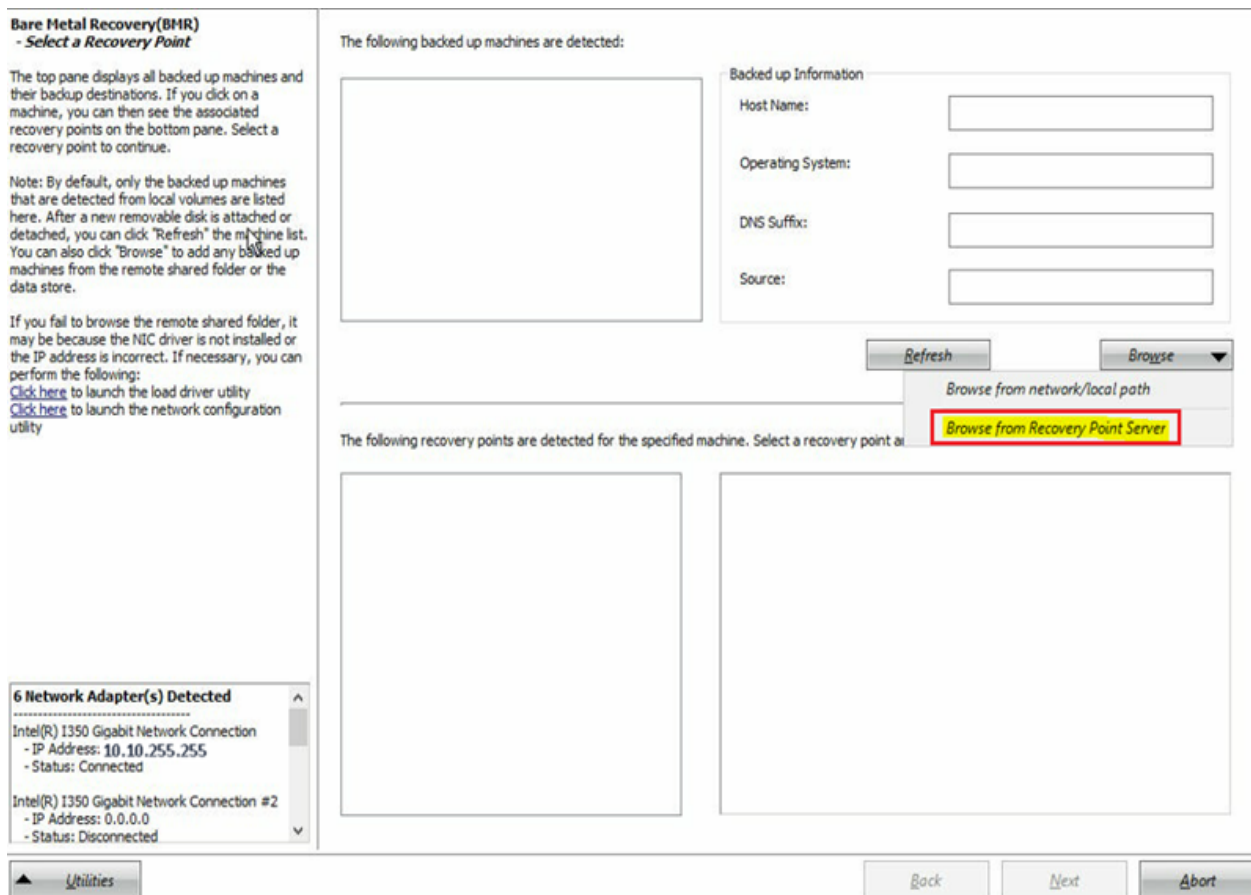 Bare Metal Recovery(BMR)
- Select a Recovery Point
The top pane displays all backed up machines and
their backup destinations. If you click on a
machine, you can then see the associated
recovery points on the bottom pane. Select a
recovery point to continue.
Note: By default, only the backed up machines
that are detected from local volumes are listed
here. After a new removable disk is attached or
detached, you can click "Refresh" the machine list.
You can also click "Browse" to add any backed up
machines from the remote shared folder or the
data store.
If you fail to browse the remote shared folder, it
may be because the NIC driver is not installed or
the IP address is incorrect. If necessary, you can
perform the following:
Click here to launch the load driver utility
Click here to launch the network configuration
utility
6 Network Adapter(s) Detected
-------------------------------------
Intel(R) I350 Gigabit Network Connection
- IP Address: 10.10.255.255
- Status: Connected
Intel(R) I350 Gigabit Network Connection #2
- IP Address: 0.0.0.0
- Status: Disconnected
The following backed up machines are detected:
Backed up Information
Host Name:
Operating System:
DNS Suffix:
Source:
Refresh
Browse
Browse from network/local path
Browse from Recovery Point Server
The following recovery points are detected for the specified machine. Select a recovery point a
Utilities
Back
Next
Abort